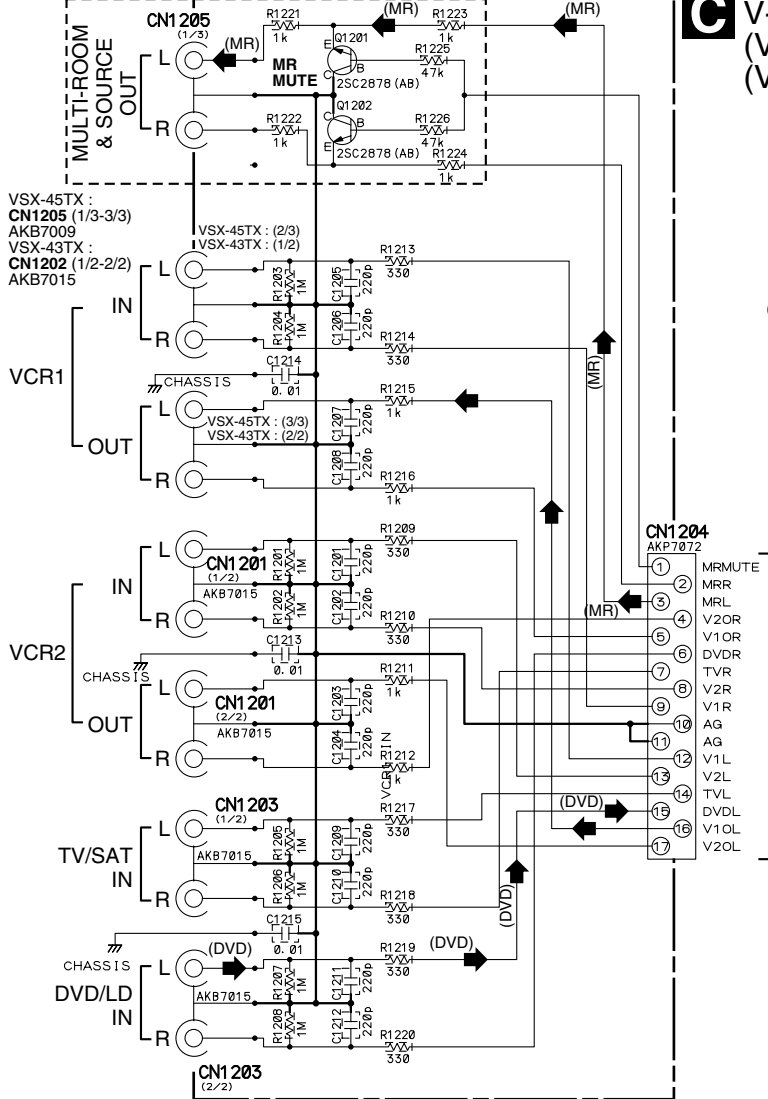 CN1205
(1/3)
MULTI-ROOM
& SOURCE
OUT
L
(MR)
R1221
1k
(MR)
R1223
1k
(MR)
MR
MUTE
E
Q1201
C
B
2SC2878(AB)
R1225
47k
Q1202
C
B
E
2SC2878(AB)
R1226
47k
R
R1222
1k
R1224
1k
C
V-
(V
(V
VSX-45TX :
CN1205 (1/3-3/3)
AKB7009
VSX-43TX :
CN1202 (1/2-2/2)
AKB7015
VSX-45TX : (2/3)
VSX-43TX : (1/2)
L
IN
R
R1203
1M
R1204
1M
C1205
220p
C1206
220p
R1213
330
R1214
330
(MR)
VCR1
C1214
0.01
CHASSIS
L
OUT
R
VSX-45TX : (3/3)
VSX-43TX : (2/2)
C1207
220p
C1208
220p
R1215
1k
R1216
1k
L
IN
R
CN1201
(1/2)
AKB7015
R1201
1M
R1202
1M
C1201
220p
C1202
220p
R1209
330
R1210
330
VCR2
C1213
0.01
CHASSIS
L
OUT
R
CN1201
(2/2)
AKB7015
C1203
220p
C1204
220p
R1211
1k
R1212
1k
VCR1 IN
CN1204
AKP7072
1 MRMUTE
2 MRR
(MR)
3 MRL
4 V2OR
5 V1OR
6 DVDR
7 TVR
8 V2R
9 V1R
10 AG
11 AG
12 V1L
13 V2L
14 TVL
(DVD)
15 DVDL
16 V1OL
17 V2OL
CN1203
(1/2)
L
TV/SAT
IN
R
AKB7015
R1205
1M
R1206
1M
C1209
220p
C1210
220p
R1217
330
R1218
330
(DVD)
C1215
0.01
CHASSIS
L
DVD/LD
IN
R
(DVD)
AKB7015
R1207
1M
R1208
1M
C1211
220p
C1212
220p
R1219
330
(DVD)
R1220
330
CN1203
(2/2)